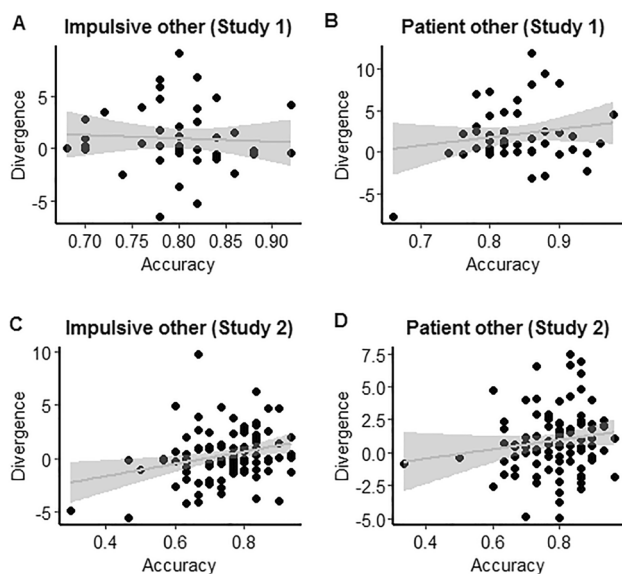 A Impulsive other (Study 1)
5
0
-5
Divergence
0.70 0.75 0.80 0.85 0.90
Accuracy
B Patient other (Study 1)
10
5
0
-5
Divergence
0.7 0.8 0.9
Accuracy
C Impulsive other (Study 2)
10
5
0
-5
Divergence
0.4 0.6 0.8
Accuracy
D Patient other (Study 2)
7.5
5.0
2.5
0.0
-2.5
-5.0
Divergence
0.4 0.6 0.8
Accuracy